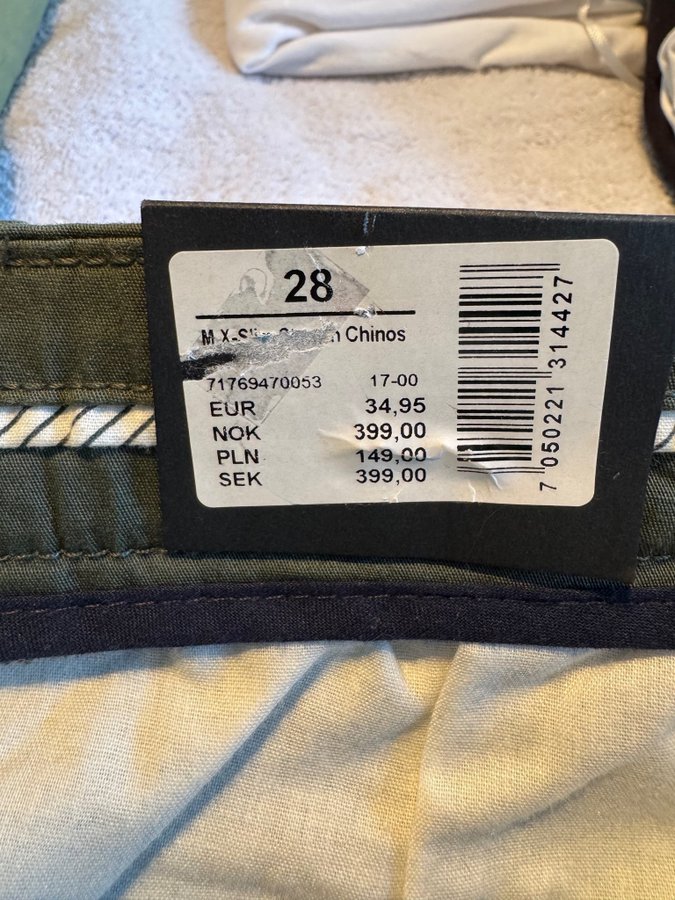 28
M X-Slim Chinos
71769470053 17-00
EUR 34,95
NOK 399,00
PLN 149,00
SEK 399,00
7 050221 314427